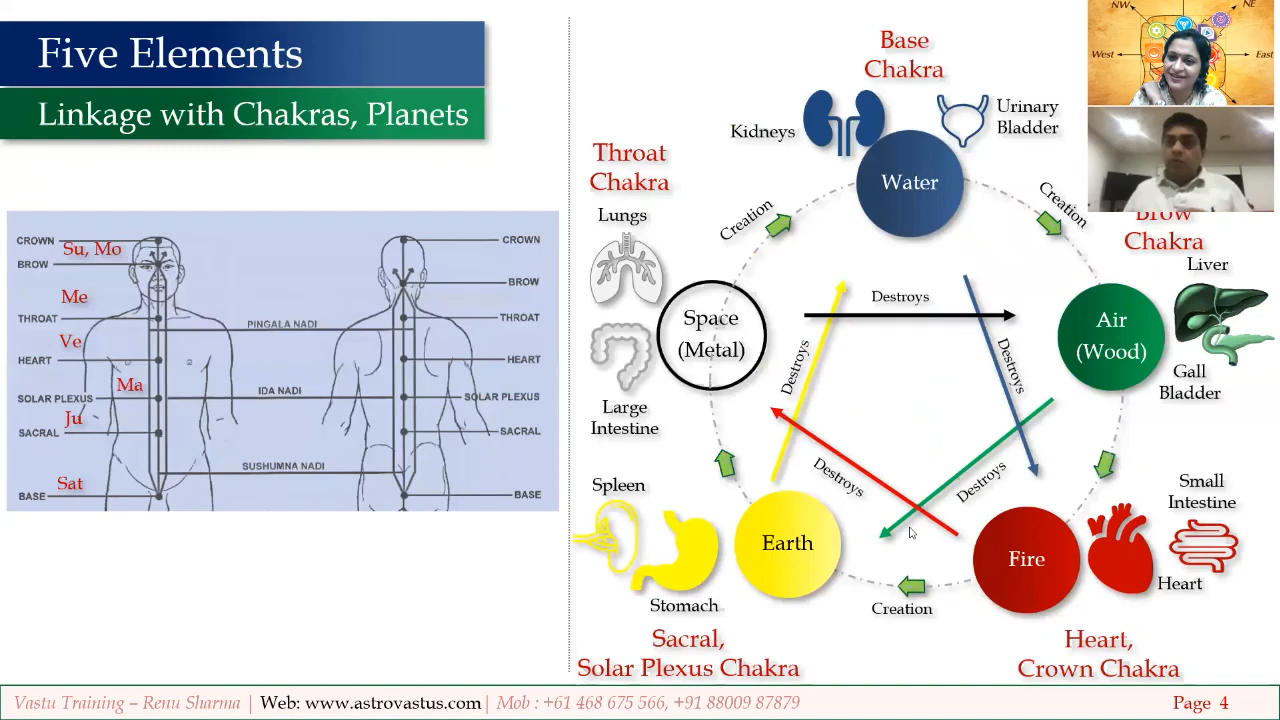 Five Elements
Linkage with Chakras, Planets
CROWN
Su, Mo
BROW
Me
THROAT
Ve
HEART
Ma
SOLAR PLEXUS
Ju
SACRAL
Sat
BASE
PINGALA NADI
IDA NADI
SUSHUMNA NADI
CROWN
BROW
THROAT
HEART
SOLAR PLEXUS
SACRAL
BASE
Base
Chakra
Kidneys
Urinary
Bladder
Water
Throat
Chakra
Lungs
Creation
Creation
Brow
Chakra
Liver
Space
(Metal)
Destroys
Air
(Wood)
Gall
Bladder
Destroys
Destroys
Large
Intestine
Destroys
Destroys
Spleen
Small
Intestine
Earth
Fire
Stomach
Creation
Heart
Sacral,
Solar Plexus Chakra
Heart,
Crown Chakra
NW
NE
West
East
Vastu Training – Renu Sharma | Web: www.astrovastus.com | Mob : +61 468 675 566, +91 88009 87879
Page 4